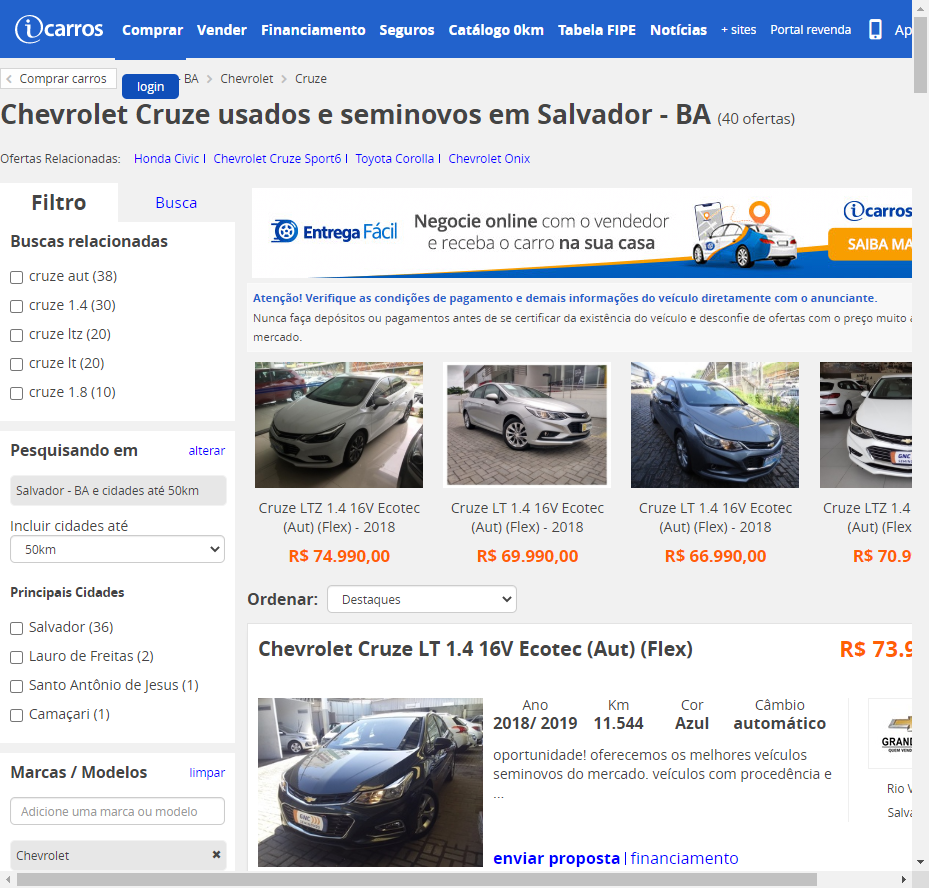 icarros
Comprar Vender Financiamento Seguros Catálogo 0km Tabela FIPE Notícias + sites Portal revenda Ap
Comprar carros BA Chevrolet Cruze
login
Chevrolet Cruze usados e seminovos em Salvador - BA (40 ofertas)
Ofertas Relacionadas: Honda Civic | Chevrolet Cruze Sport6 | Toyota Corolla | Chevrolet Onix
Filtro Busca
Buscas relacionadas
cruze aut (38)
cruze 1.4 (30)
cruze ltz (20)
cruze lt (20)
cruze 1.8 (10)
Pesquisando em alterar
Salvador - BA e cidades até 50km
Incluir cidades até
50km
Principais Cidades
Salvador (36)
Lauro de Freitas (2)
Santo Antônio de Jesus (1)
Camaçari (1)
Marcas / Modelos limpar
Adicione uma marca ou modelo
Chevrolet
Entrega Fácil
Negocie online com o vendedor
e receba o carro na sua casa
icarros
SAIBA MA
Atenção! Verifique as condições de pagamento e demais informações do veículo diretamente com o anunciante.
Nunca faça depósitos ou pagamentos antes de se certificar da existência do veículo e desconfie de ofertas com o preço muito a
mercado.
Cruze LTZ 1.4 16V Ecotec
(Aut) (Flex) - 2018
R$ 74.990,00
Cruze LT 1.4 16V Ecotec
(Aut) (Flex) - 2018
R$ 69.990,00
Cruze LT 1.4 16V Ecotec
(Aut) (Flex) - 2018
R$ 66.990,00
GNC
Cruze LTZ 1.4
(Aut) (Flex
R$ 70.9
Ordenar: Destaques
Chevrolet Cruze LT 1.4 16V Ecotec (Aut) (Flex) R$ 73.9
GNC
Ano Km Cor Câmbio
2018/ 2019 11.544 Azul automático
oportunidade! oferecemos os melhores veículos
seminovos do mercado. veículos com procedência e
...
enviar proposta | financiamento
GRAND
QUEM VEND
Rio V
Salva